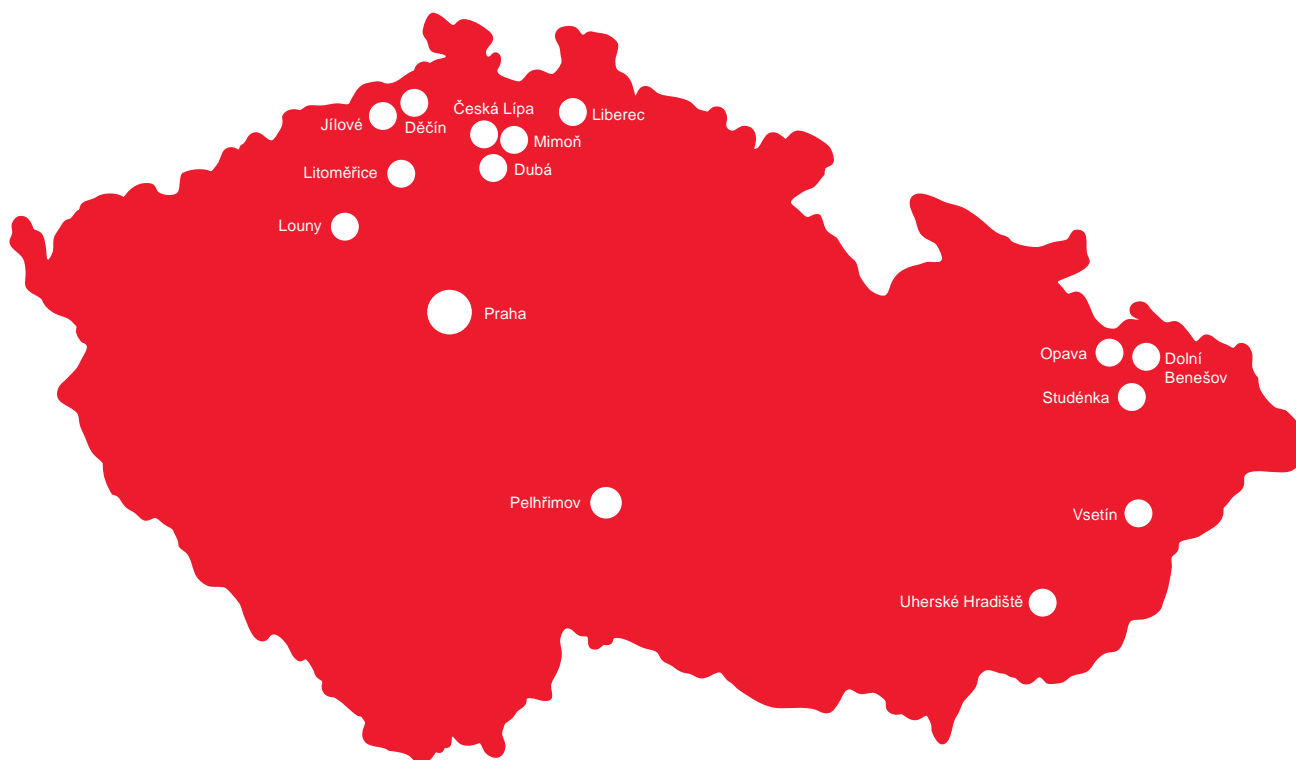 Česká Lípa
Liberec
Jílové
Děčín
Mimoň
Dubá
Litoměřice
Louny
Praha
Opava
Dolní
Benešov
Studénka
Pelhřimov
Vsetín
Uherské Hradiště